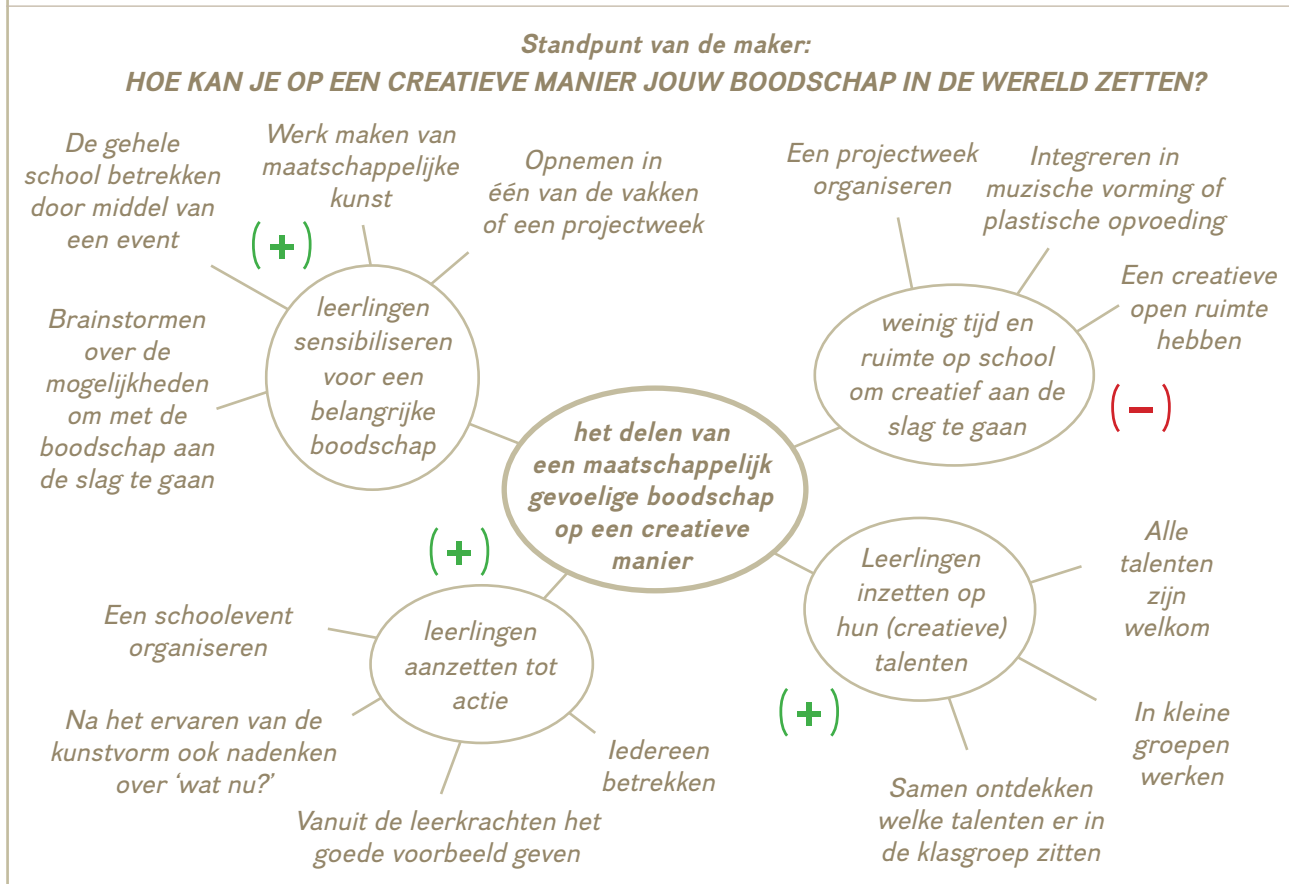 Standpunt van de maker:
HOE KAN JE OP EEN CREATIEVE MANIER JOUW BOODSCHAP IN DE WERELD ZETTEN?
De gehele
school betrekken
door middel van
een event
Werk maken van
maatschappelijke
kunst
Opnemen in
één van de vakken
of een projectweek
(+)
Brainstormen
over de
mogelijkheden
om met de
boodschap aan
de slag te gaan
leerlingen
sensibiliseren
voor een
belangrijke
boodschap
Een projectweek
organiseren
Integreren in
muzische vorming of
plastische opvoeding
Een creatieve
open ruimte
hebben
weinig tijd en
ruimte op school
om creatief aan de
slag te gaan
(−)
het delen van
een maatschappelijk
gevoelige boodschap
op een creatieve
manier
(+)
Een schoolevent
organiseren
leerlingen
aanzetten tot
actie
Na het ervaren van de
kunstvorm ook nadenken
over ‘wat nu?’
Iedereen
betrekken
Vanuit de leerkrachten het
goede voorbeeld geven
Leerlingen
inzetten op
hun (creatieve)
talenten
Alle
talenten
zijn
welkom
(+)
In kleine
groepen
werken
Samen ontdekken
welke talenten er in
de klasgroep zitten